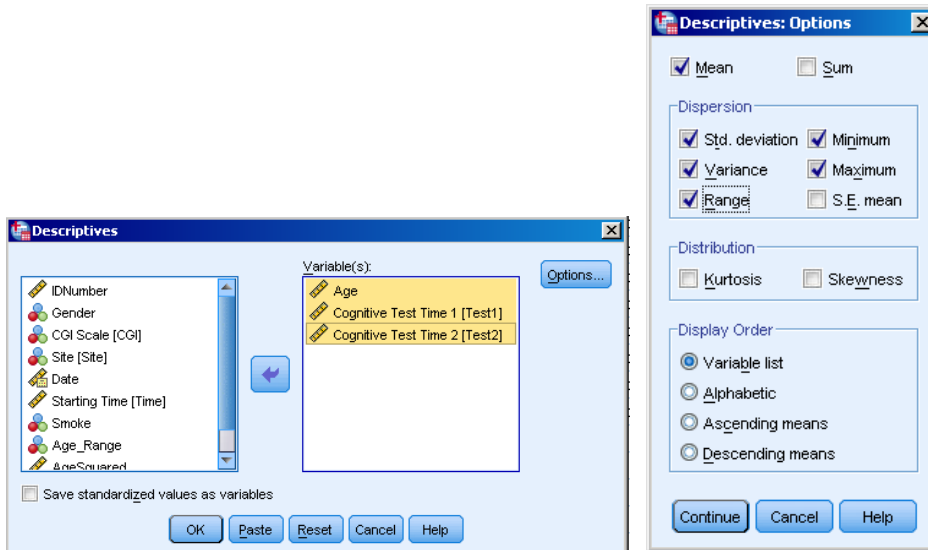 Descriptives
Variable(s):
Options...
IDNumber
Gender
CGI Scale [CGI]
Site [Site]
Date
Starting Time [Time]
Smoke
Age_Range
AgeSquared
Age
Cognitive Test Time 1 [Test1]
Cognitive Test Time 2 [Test2]
Save standardized values as variables
OK Paste Reset Cancel Help
Descriptives: Options
Mean Sum
Dispersion
Std. deviation Minimum
Variance Maximum
Range S.E. mean
Distribution
Kurtosis Skewness
Display Order
Variable list
Alphabetic
Ascending means
Descending means
Continue Cancel Help